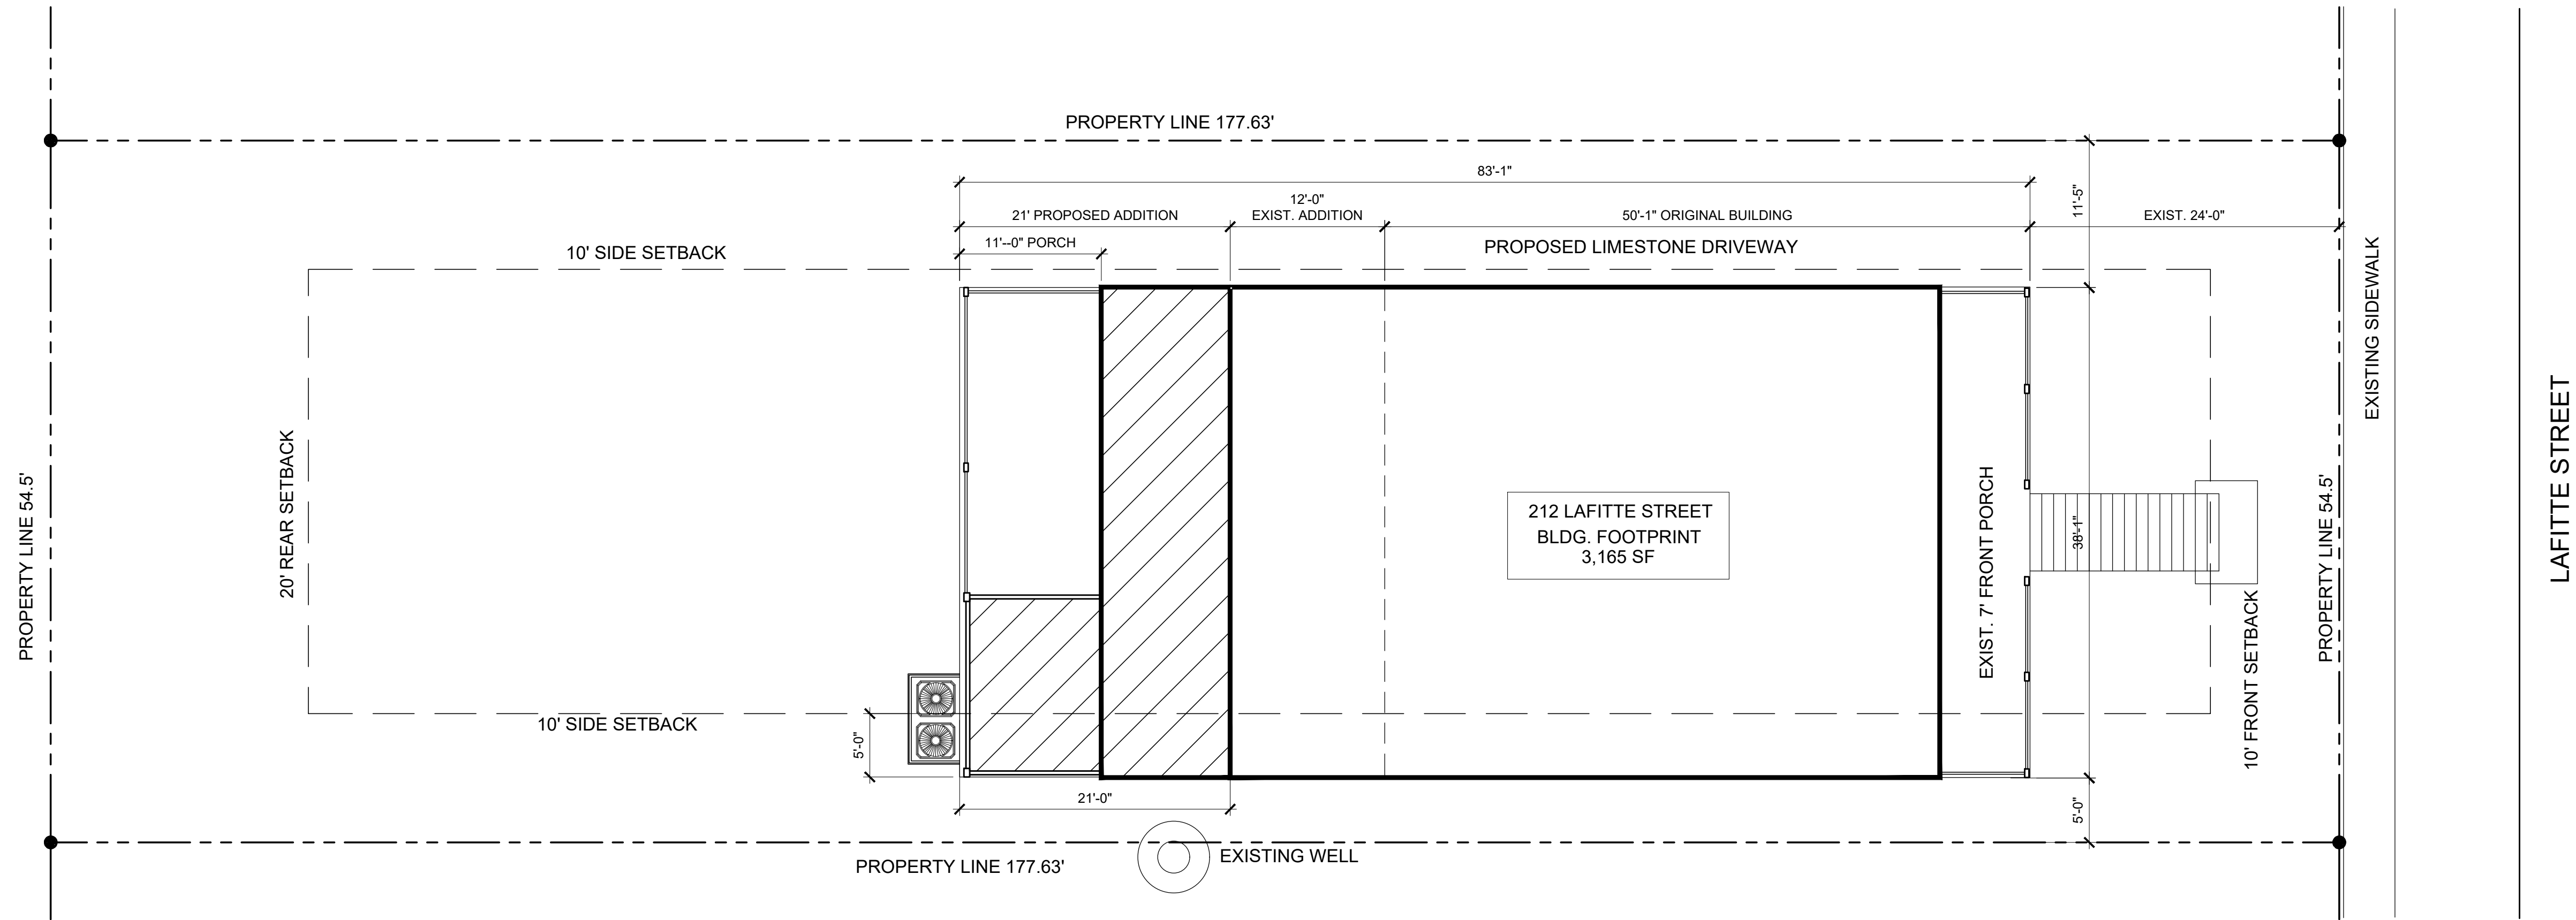 PROPERTY LINE 177.63'
83'-1"
12'-0"
21' PROPOSED ADDITION
EXIST. ADDITION
50'-1" ORIGINAL BUILDING
11'-5"
EXIST. 24'-0"
11'--0" PORCH
10' SIDE SETBACK
PROPOSED LIMESTONE DRIVEWAY
EXISTING SIDEWALK
LAFITTE STREET
PROPERTY LINE 54.5'
20' REAR SETBACK
212 LAFITTE STREET
BLDG. FOOTPRINT
3,165 SF
EXIST. 7' FRONT PORCH
38'-1"
PROPERTY LINE 54.5'
10' FRONT SETBACK
10' SIDE SETBACK
5'-0"
21'-0"
5'-0"
EXISTING WELL
PROPERTY LINE 177.63'